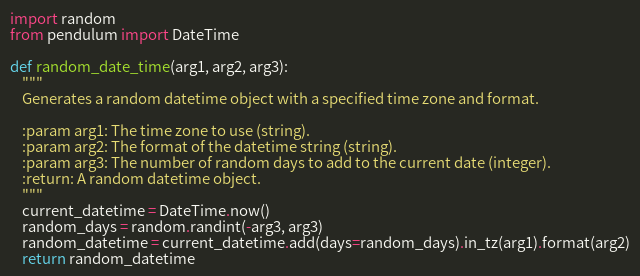 import random
from pendulum import DateTime

def random_date_time(arg1, arg2, arg3):
    """
    Generates a random datetime object with a specified time zone and format.

    :param arg1: The time zone to use (string).
    :param arg2: The format of the datetime string (string).
    :param arg3: The number of random days to add to the current date (integer).
    :return: A random datetime object.
    """
    current_datetime = DateTime.now()
    random_days = random.randint(-arg3, arg3)
    random_datetime = current_datetime.add(days=random_days).in_tz(arg1).format(arg2)
    return random_datetime